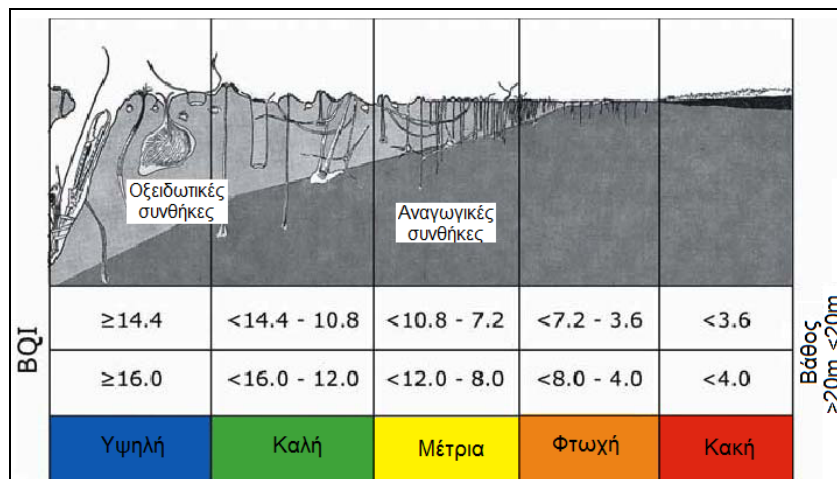 Οξειδωτικές
συνθήκες
Αναγωγικές
συνθήκες
BQI
≥14.4 <14.4 - 10.8 <10.8 - 7.2 <7.2 - 3.6 <3.6
≥16.0 <16.0 - 12.0 <12.0 - 8.0 <8.0 - 4.0 <4.0
Βάθος
≥20m <20m
Υψηλή Καλή Μέτρια Φτωχή Κακή